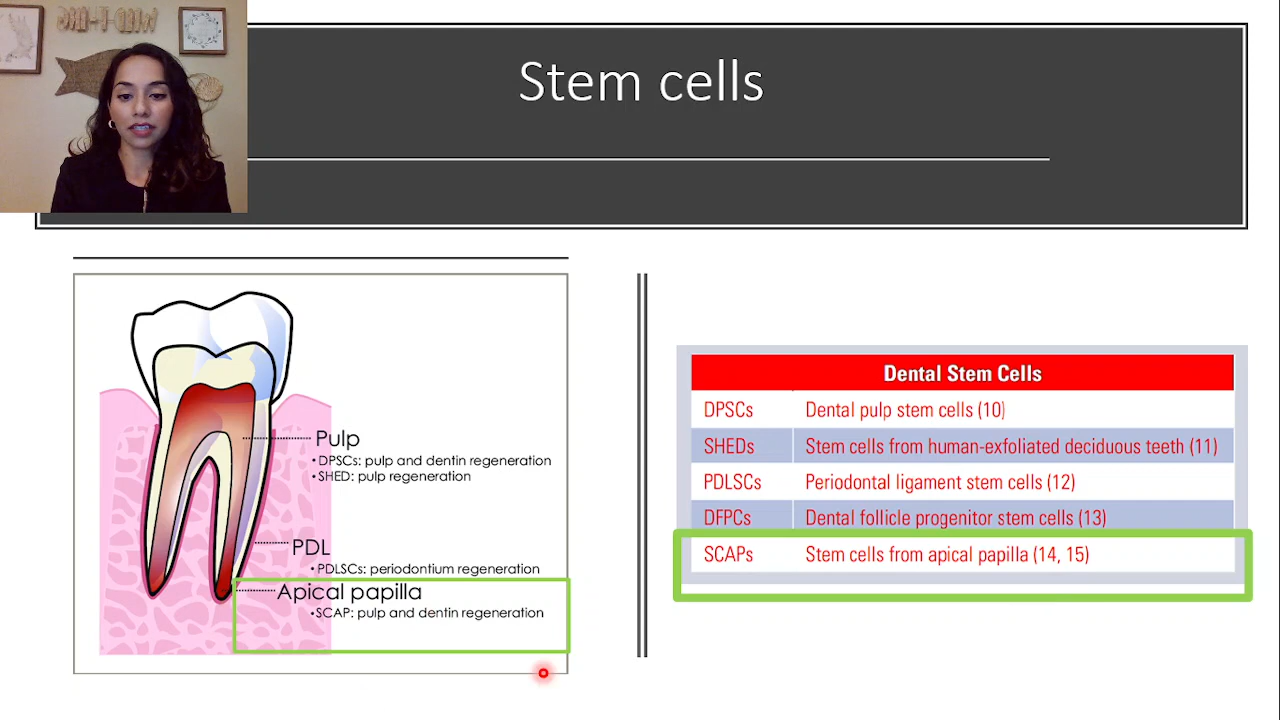 Stem cells
Pulp
•DPSCs: pulp and dentin regeneration
•SHED: pulp regeneration
PDL
•PDLSCs: periodontium regeneration
Apical papilla
•SCAP: pulp and dentin regeneration
Dental Stem Cells
DPSCs Dental pulp stem cells (10)
SHEDs Stem cells from human-exfoliated deciduous teeth (11)
PDLSCs Periodontal ligament stem cells (12)
DFPCs Dental follicle progenitor stem cells (13)
SCAPs Stem cells from apical papilla (14, 15)